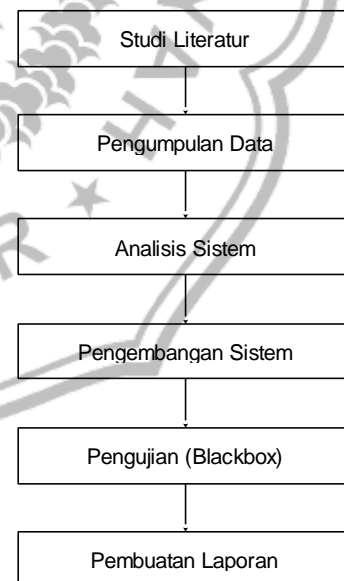 Studi Literatur
Pengumpulan Data
Analisis Sistem
Pengembangan Sistem
Pengujian (Blackbox)
Pembuatan Laporan